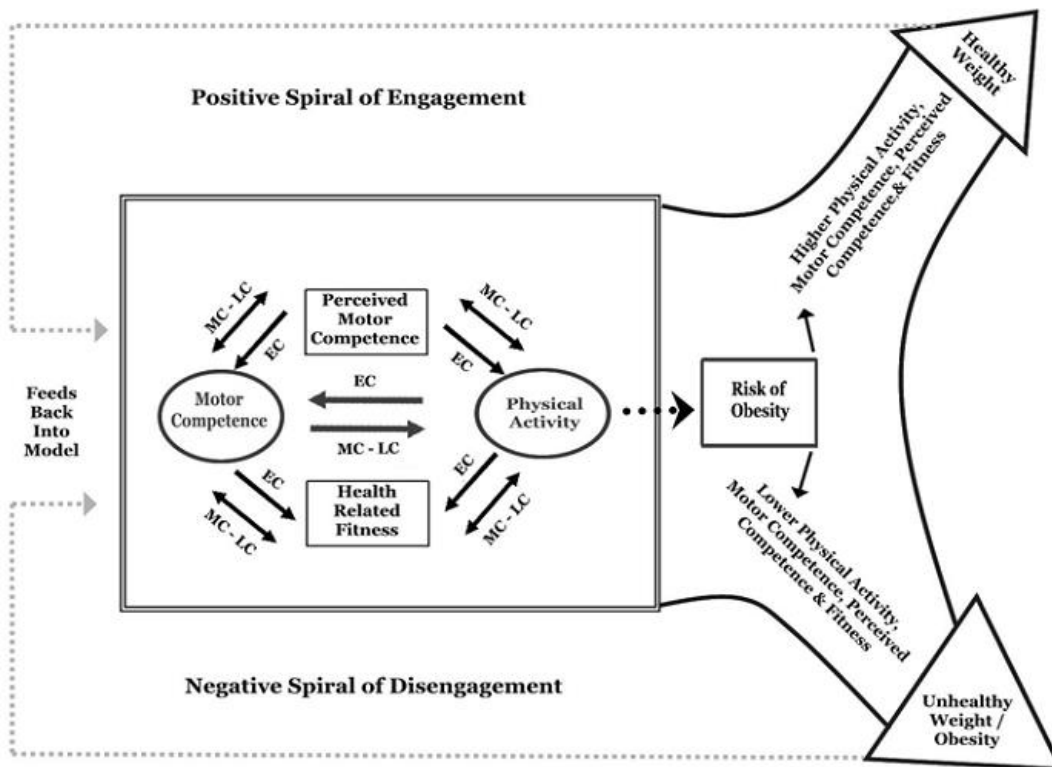 Healthy
Weight
Positive Spiral of Engagement
Higher Physical Activity,
Motor Competence, Perceived
Competence,& Fitness
MC - LC
EC
Perceived
Motor
Competence
MC - LC
EC
Feeds
Back
Into
Model
Motor
Competence
EC
MC - LC
Physical
Activity
Risk of
Obesity
EC
MC - LC
Health
Related
Fitness
EC
MC - LC
Lower Physical Activity,
Motor Competence, Perceived
Competence & Fitness
Negative Spiral of Disengagement
Unhealthy
Weight /
Obesity